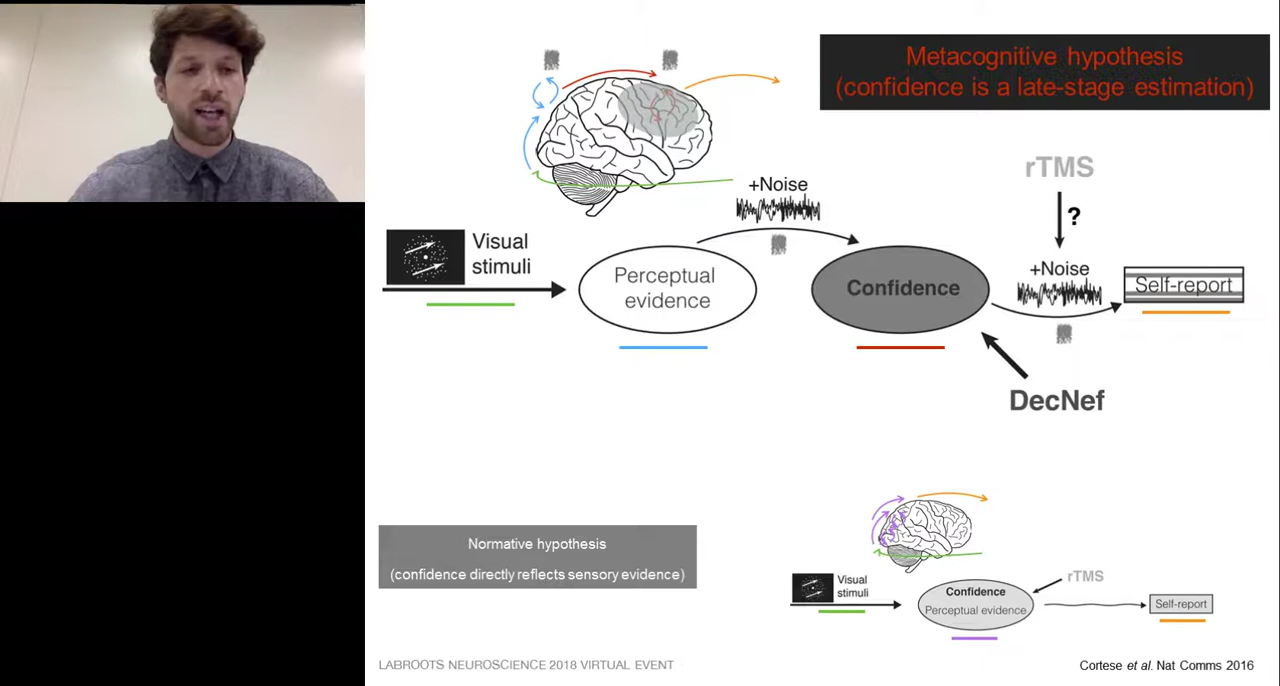 Metacognitive hypothesis
(confidence is a late-stage estimation)
rTMS
?
+Noise
+Noise
Visual
stimuli
Perceptual
evidence
Confidence
Self-report
DecNef
Normative hypothesis
(confidence directly reflects sensory evidence)
Visual
stimuli
Confidence
Perceptual evidence
rTMS
Self-report
LABROOTS NEUROSCIENCE 2018 VIRTUAL EVENT
Cortese et al. Nat Comms 2016